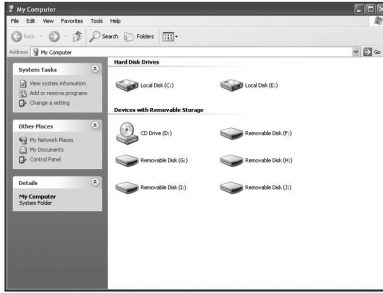 My Computer
File Edit View Favorites Tools Help
Back Search Folders
Address My Computer Go
System Tasks
View system information
Add or remove programs
Change a setting
Other Places
My Network Places
My Documents
Control Panel
Details
My Computer
System Folder
Hard Disk Drives
Local Disk (C:) Local Disk (E:)
Devices with Removable Storage
CD Drive (D:) Removable Disk (F:)
Removable Disk (G:) Removable Disk (H:)
Removable Disk (I:) Removable Disk (J:)